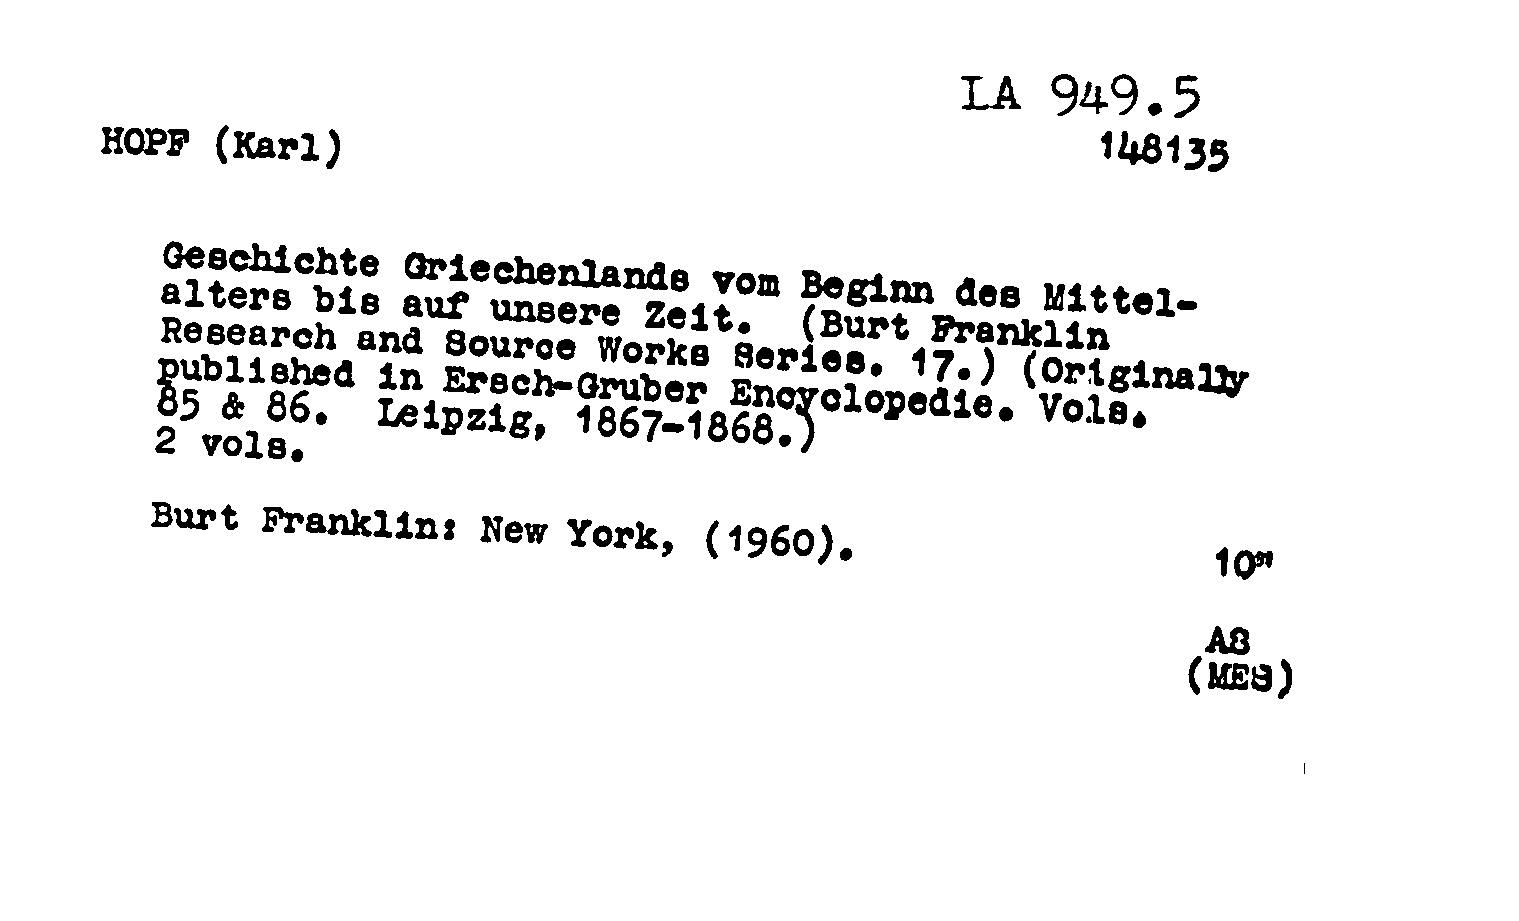 LA 949.5
HOPF (Karl)
148135
Geschichte Griechenlands vom Beginn des Mittel-
alters bis auf unsere Zeit. (Burt Franklin
Research and Source Works Series. 17.) (Originally
published in Ersch-Gruber Encyclopedie. Vols.
85 & 86. Leipzig, 1867-1868.)
2 vols.
Burt Franklin: New York, (1960).
10"
AS
(MES)